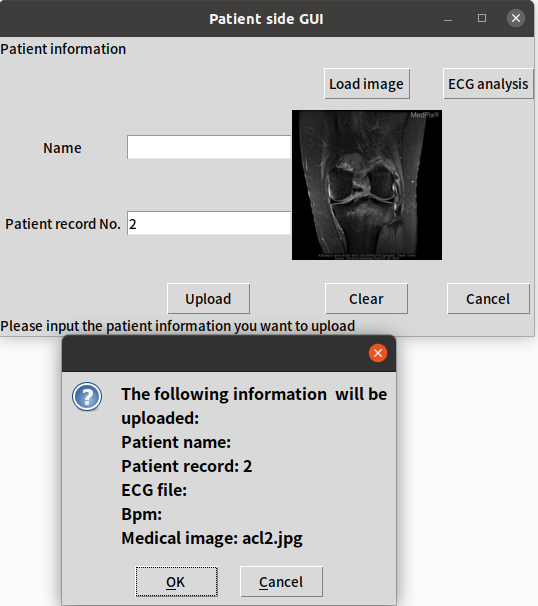 Patient side GUI
Patient information
Load image
ECG analysis
MedPix®
Name
Patient record No. 2
Upload
Clear
Cancel
Please input the patient information you want to upload
The following information will be
uploaded:
Patient name:
Patient record: 2
ECG file:
Bpm:
Medical image: acl2.jpg
OK
Cancel